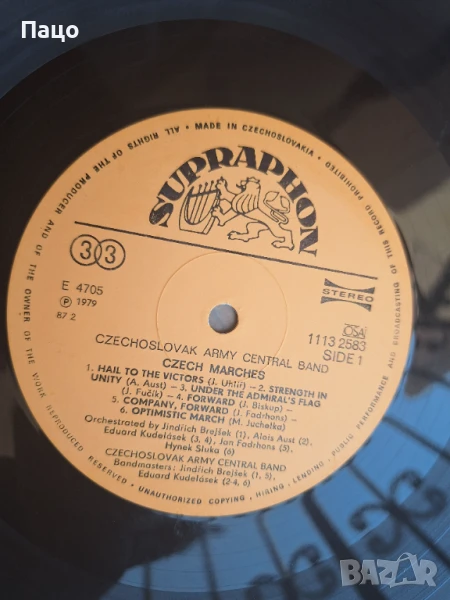 Пацо
• MADE IN CZECHOSLOVAKIA •
ALL RIGHTS OF THE PRODUCER AND OF THE OWNER OF THE WORK REPRODUCED RESERVED – UNAUTHORIZED COPYING – HIRING – LENDING – PUBLIC PERFORMANCE AND BROADCASTING OF THIS RECORD PROHIBITED
SUPRAPHON
33
STEREO
E 4705
Ⓟ 1979
87 2
OSA
1113 2583
SIDE 1
CZECHOSLOVAK ARMY CENTRAL BAND
CZECH MARCHES
1. HAIL TO THE VICTORS (J. Uhlíř) – 2. STRENGTH IN
UNITY (A. Aust) – 3. UNDER THE ADMIRAL'S FLAG
(J. Fučík) – 4. FORWARD (J. Biskup) –
5. COMPANY, FORWARD (J. Fadrhons) –
6. OPTIMISTIC MARCH (M. Juchelka)
Orchestrated by Jindřich Brejšek (1), Alois Aust (2),
Eduard Kudelásek (3, 4), Jan Fadrhons (5)
Hynek Sluka (6)
CZECHOSLOVAK ARMY CENTRAL BAND
Bandmasters: Jindřich Brejšek (1, 5),
Eduard Kudelásek (2-4, 6)
BAZAR